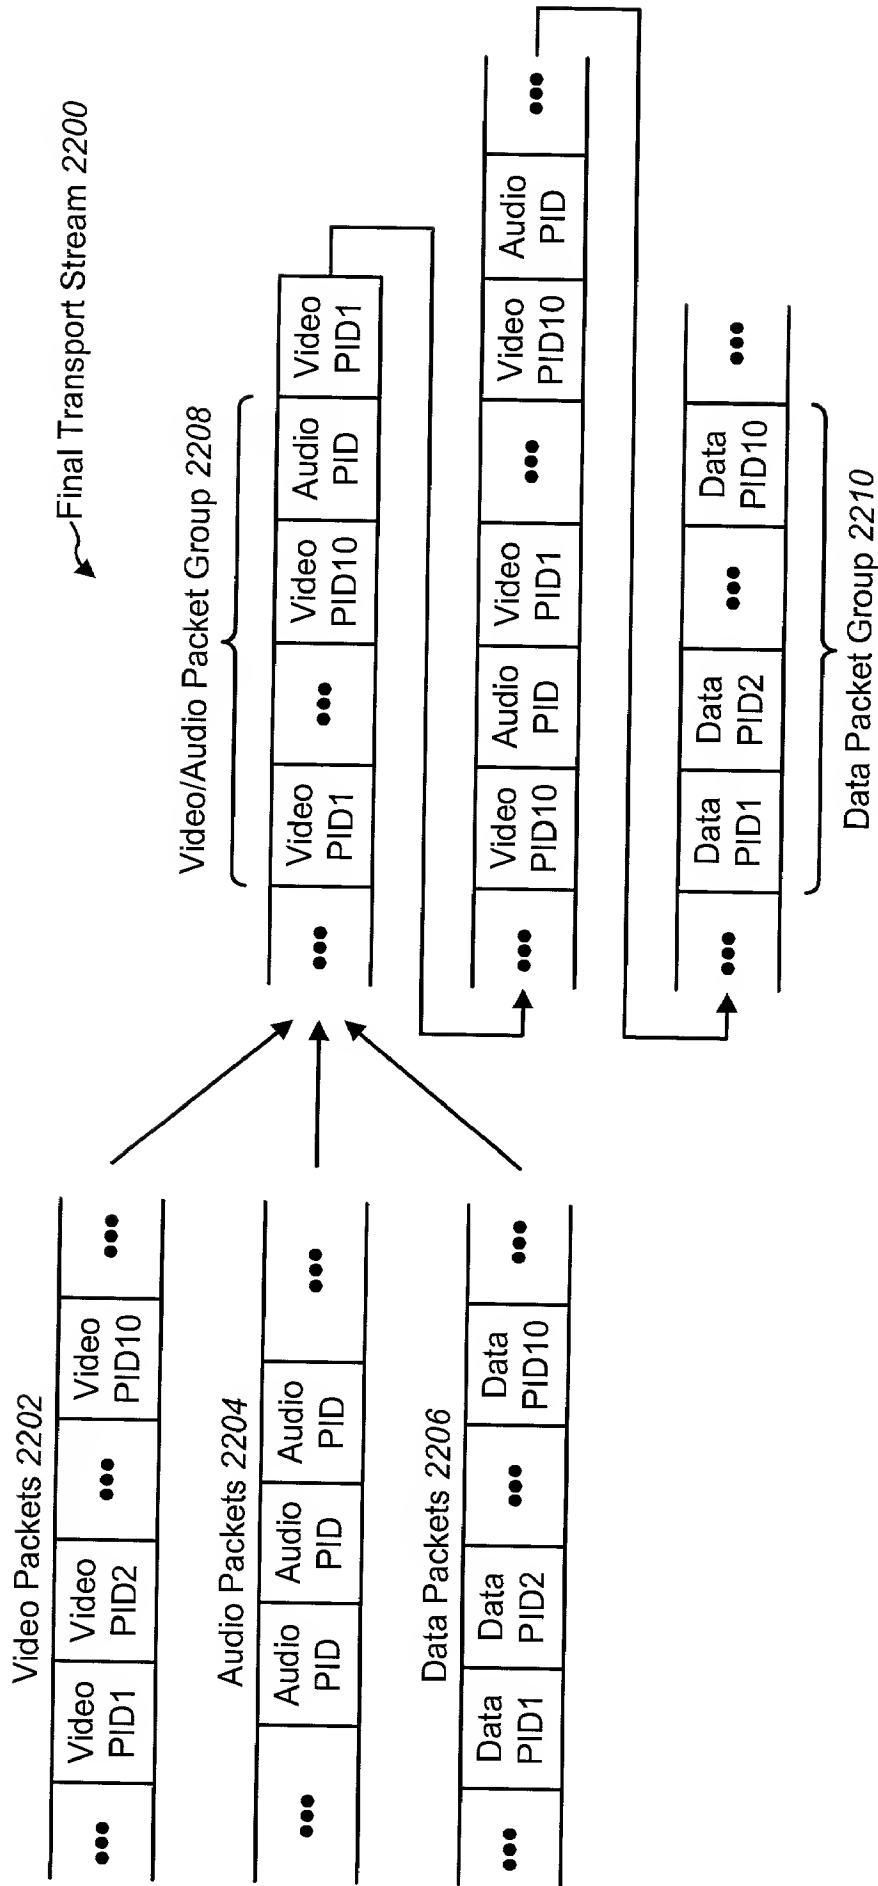 Final Transport Stream 2200
Video Packets 2202
••• Video PID1 Video PID2 ••• Video PID10 •••
Audio Packets 2204
••• Audio PID Audio PID Audio PID •••
Data Packets 2206
••• Data PID1 Data PID2 ••• Data PID10 •••
Video/Audio Packet Group 2208
••• Video PID1 ••• Video PID10 Audio PID Video PID1
••• Video PID10 Audio PID Video PID1 ••• Video PID10 Audio PID •••
••• Data PID1 Data PID2 ••• Data PID10 •••
Data Packet Group 2210